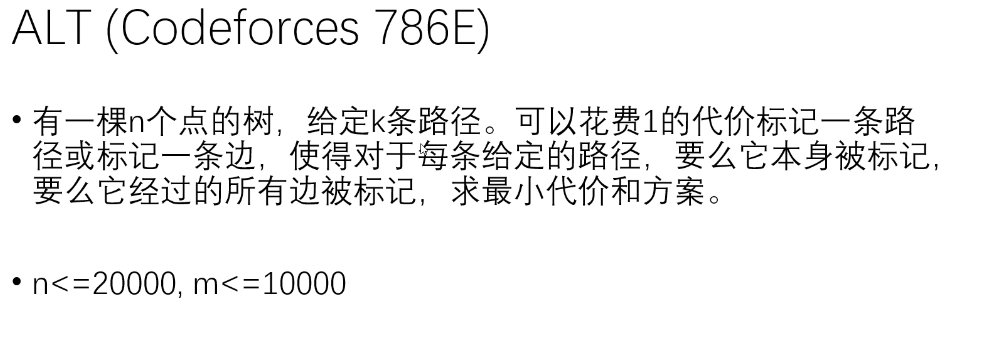 ALT (Codeforces 786E)
• 有一棵n个点的树，给定k条路径。可以花费1的代价标记一条路
径或标记一条边，使得对于每条给定的路径，要么它本身被标记，
要么它经过的所有边被标记，求最小代价和方案。
• n<=20000, m<=10000